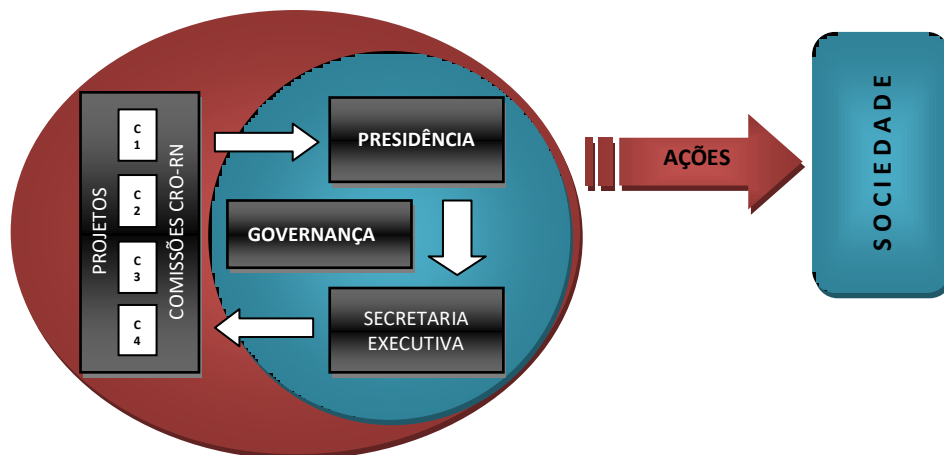 PROJETOS
C
1
C
2
C
3
C
4
COMISSÕES CRO-RN
PRESIDÊNCIA
GOVERNANÇA
SECRETARIA
EXECUTIVA
AÇÕES
SOCIEDADE